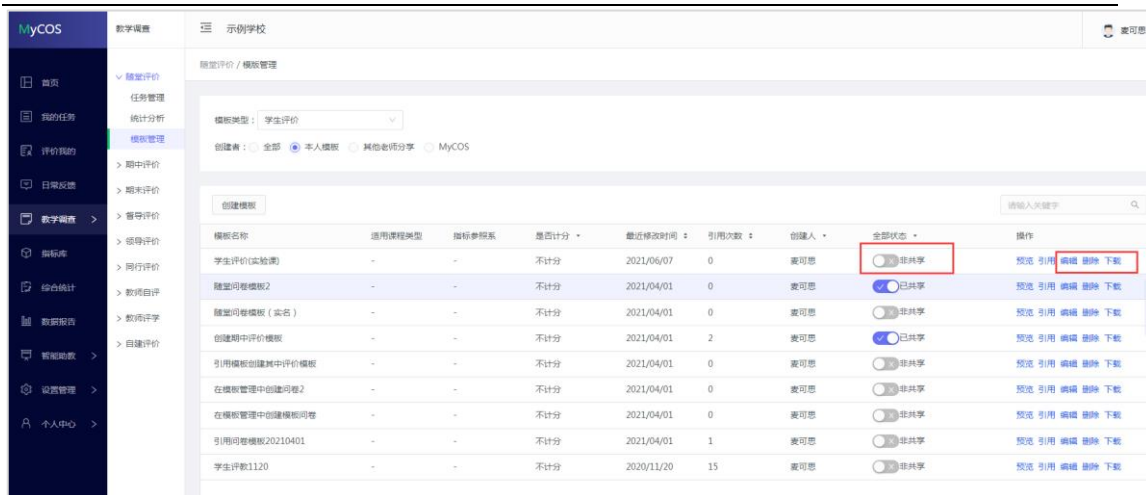 MyCOS
教学调查
示例学校
麦可思
首页
我的任务
评价我的
日常反馈
教学调查
指标库
综合统计
数据报告
智能助教
设置管理
个人中心
随堂评价
任务管理
统计分析
模板管理
期中评价
期末评价
督导评价
领导评价
同行评价
教师自评
教师评学
自建评价
随堂评价 / 模板管理
模板类型： 学生评价
创建者： 全部 本人模板 其他老师分享 MyCOS
创建模板 请输入关键字
模板名称 适用课程类型 指标参照系 是否计分 最近修改时间 引用次数 创建人 全部状态 操作
学生评价(实验课) - - 不计分 2021/06/07 0 麦可思 非共享 预览 引用 编辑 删除 下载
随堂问卷模板2 - - 不计分 2021/04/01 0 麦可思 已共享 预览 引用 编辑 删除 下载
随堂问卷模板（实名） - - 不计分 2021/04/01 0 麦可思 非共享 预览 引用 编辑 删除 下载
创建期中评价模板 - - 不计分 2021/04/01 2 麦可思 已共享 预览 引用 编辑 删除 下载
引用模板创建其中评价模板 - - 不计分 2021/04/01 0 麦可思 非共享 预览 引用 编辑 删除 下载
在模板管理中创建问卷2 - - 不计分 2021/04/01 0 麦可思 非共享 预览 引用 编辑 删除 下载
在模板管理中创建模板问卷 - - 不计分 2021/04/01 0 麦可思 非共享 预览 引用 编辑 删除 下载
引用问卷模板20210401 - - 不计分 2021/04/01 1 麦可思 非共享 预览 引用 编辑 删除 下载
学生评教1120 - - 不计分 2020/11/20 15 麦可思 非共享 预览 引用 编辑 删除 下载